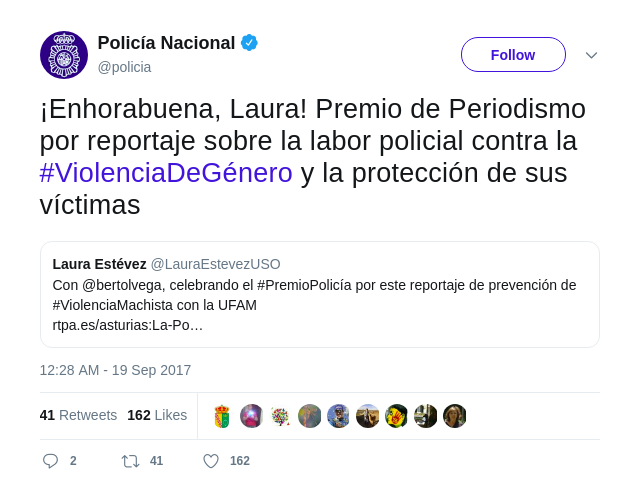 Policía Nacional
@policia
Follow
¡Enhorabuena, Laura! Premio de Periodismo
por reportaje sobre la labor policial contra la
#ViolenciaDeGénero y la protección de sus
víctimas
Laura Estévez @LauraEstevezUSO
Con @bertolvega, celebrando el #PremioPolicía por este reportaje de prevención de
#ViolenciaMachista con la UFAM
rtpa.es/asturias:La-Po…
12:28 AM - 19 Sep 2017
41 Retweets 162 Likes
2 41 162